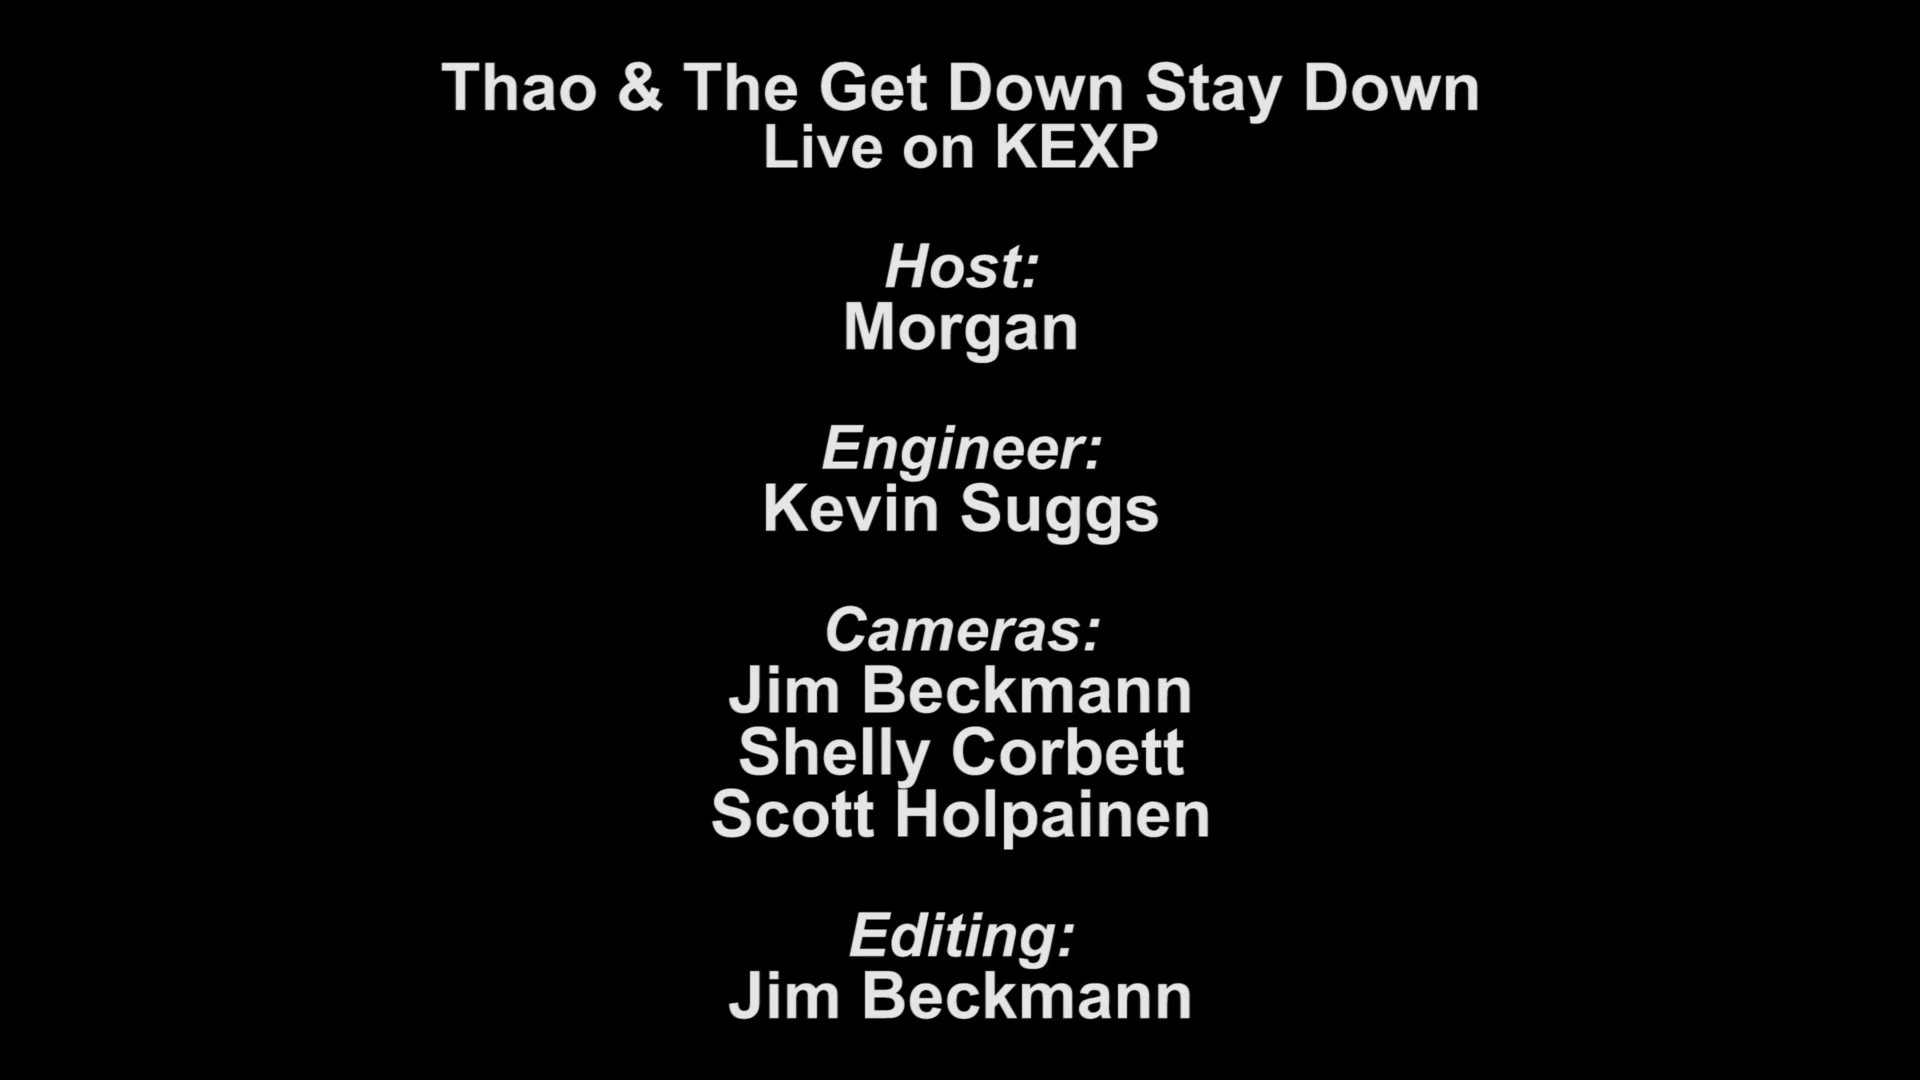 Thao & The Get Down Stay Down
Live on KEXP
Host:
Morgan
Engineer:
Kevin Suggs
Cameras:
Jim Beckmann
Shelly Corbett
Scott Holpainen
Editing:
Jim Beckmann